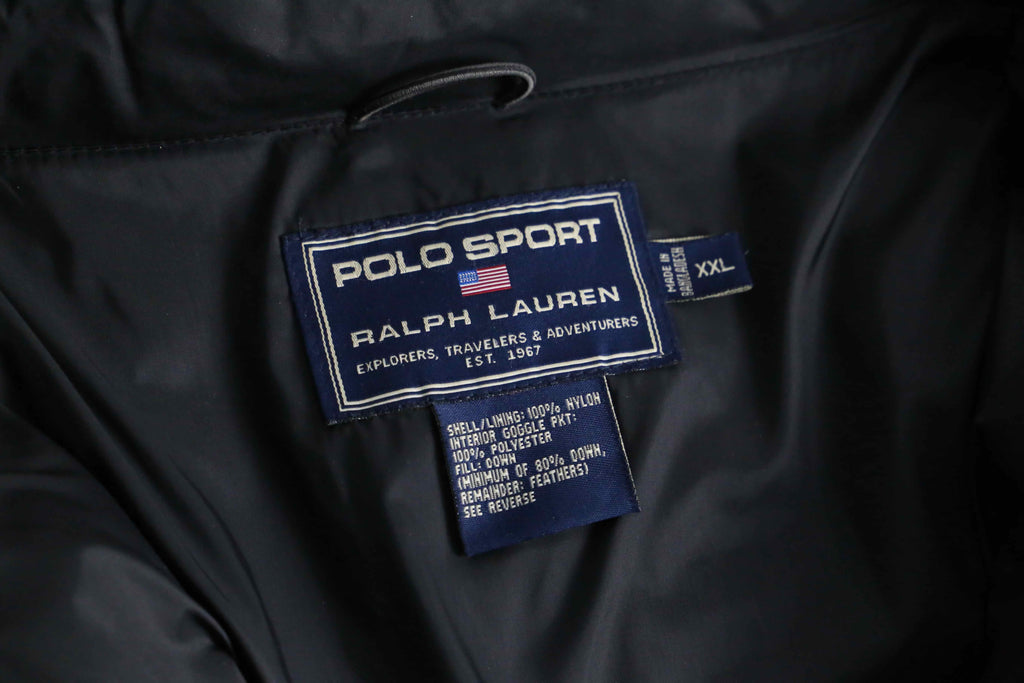 POLO SPORT
RALPH LAUREN
EXPLORERS, TRAVELERS & ADVENTURERS
EST. 1967
MADE IN
BANGLADESH
XXL
SHELL/LINING: 100% NYLON
INTERIOR GOGGLE PKT:
100% POLYESTER
FILL: DOWN
(MINIMUM OF 80% DOWN,
REMAINDER: FEATHERS)
SEE REVERSE